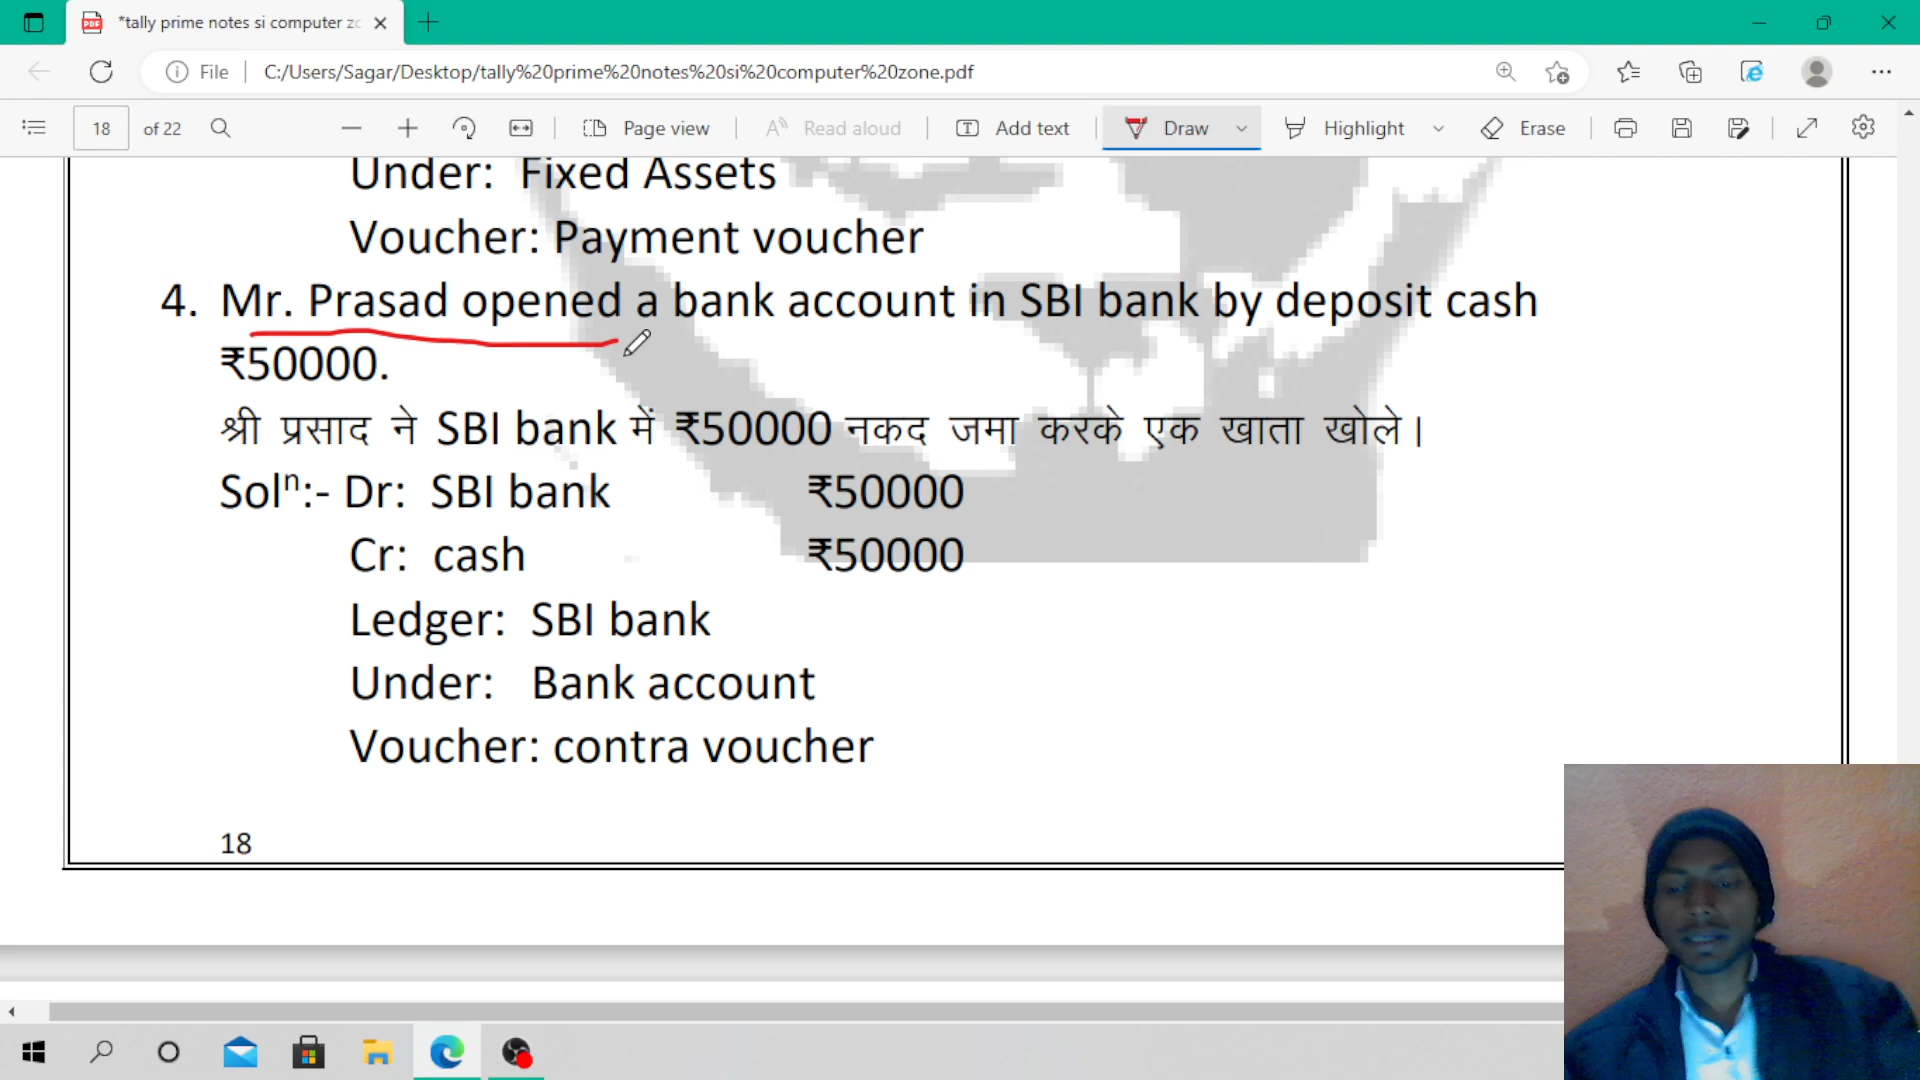 *tally prime notes si computer zo
File
C:/Users/Sagar/Desktop/tally%20prime%20notes%20si%20computer%20zone.pdf
18 of 22
Page view
Read aloud
Add text
Draw
Highlight
Erase
Under: Fixed Assets
Voucher: Payment voucher
4. Mr. Prasad opened a bank account in SBI bank by deposit cash
₹50000.
श्री प्रसाद ने SBI bank में ₹50000 नकद जमा करके एक खाता खोले।
Solⁿ:- Dr: SBI bank ₹50000
Cr: cash ₹50000
Ledger: SBI bank
Under: Bank account
Voucher: contra voucher
18